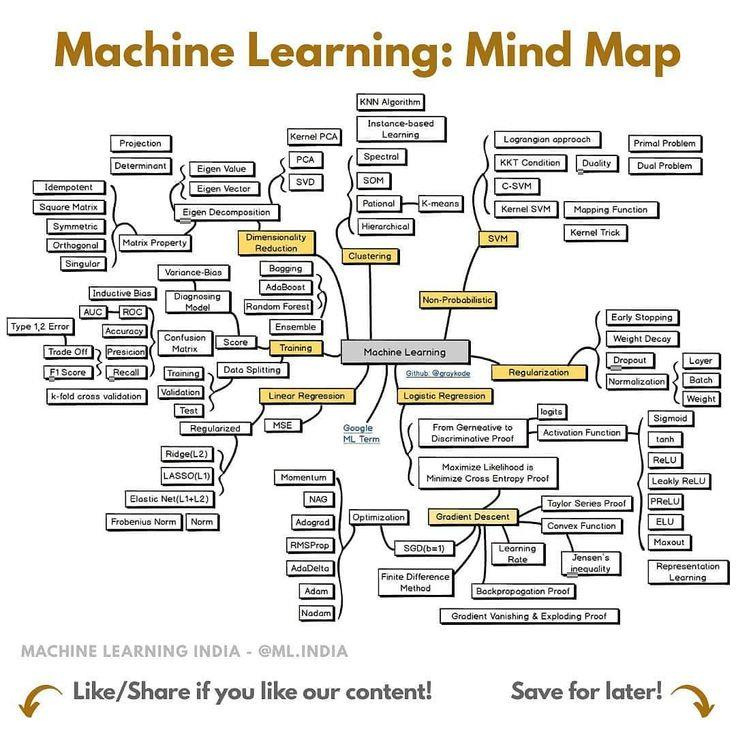 Machine Learning: Mind Map
KNN Algorithm
Instance-based
Learning
Spectral
SOM
Pational
K-means
Hierarchical
Clustering
Kernel PCA
PCA
SVD
Projection
Determinant
Eigen Value
Eigen Vector
Eigen Decomposition
Idempotent
Square Matrix
Symmetric
Orthogonal
Singular
Matrix Property
Dimensionality
Reduction
Lagrangian approach
KKT Condition
Duality
Primal Problem
Dual Problem
C-SVM
Kernel SVM
Mapping Function
Kernel Trick
SVM
Non-Probabilistic
Variance-Bias
Bagging
AdaBoost
Random Forest
Ensemble
Inductive Bias
Diagnosing
Model
AUC
ROC
Type 1,2 Error
Accuracy
Trade Off
Presicion
F1 Score
Recall
Confusion
Matrix
Score
Training
k-fold cross validation
Data Splitting
Training
Validation
Test
Machine Learning
Github: @graykode
Google
ML Term
Early Stopping
Weight Decay
Dropout
Normalization
Layer
Batch
Weight
Regularization
Linear Regression
MSE
Regularized
Ridge(L2)
LASSO(L1)
Elastic Net(L1+L2)
Frobenius Norm
Norm
Logistic Regression
logits
From Gerneative to
Discriminative Proof
Activation Function
Sigmoid
tanh
ReLU
Leakly ReLU
PReLU
ELU
Maxout
Representation
Learning
Maximize Likelihood is
Minimize Cross Entropy Proof
Momentum
NAG
Adagrad
RMSProp
AdaDelta
Adam
Nadam
Optimization
Gradient Descent
SGD(b=1)
Finite Difference
Method
Taylor Series Proof
Convex Function
Learning
Rate
Jensen's
inequality
Backpropogation Proof
Gradient Vanishing & Exploding Proof
MACHINE LEARNING INDIA - @ML.INDIA
Like/Share if you like our content!
Save for later!